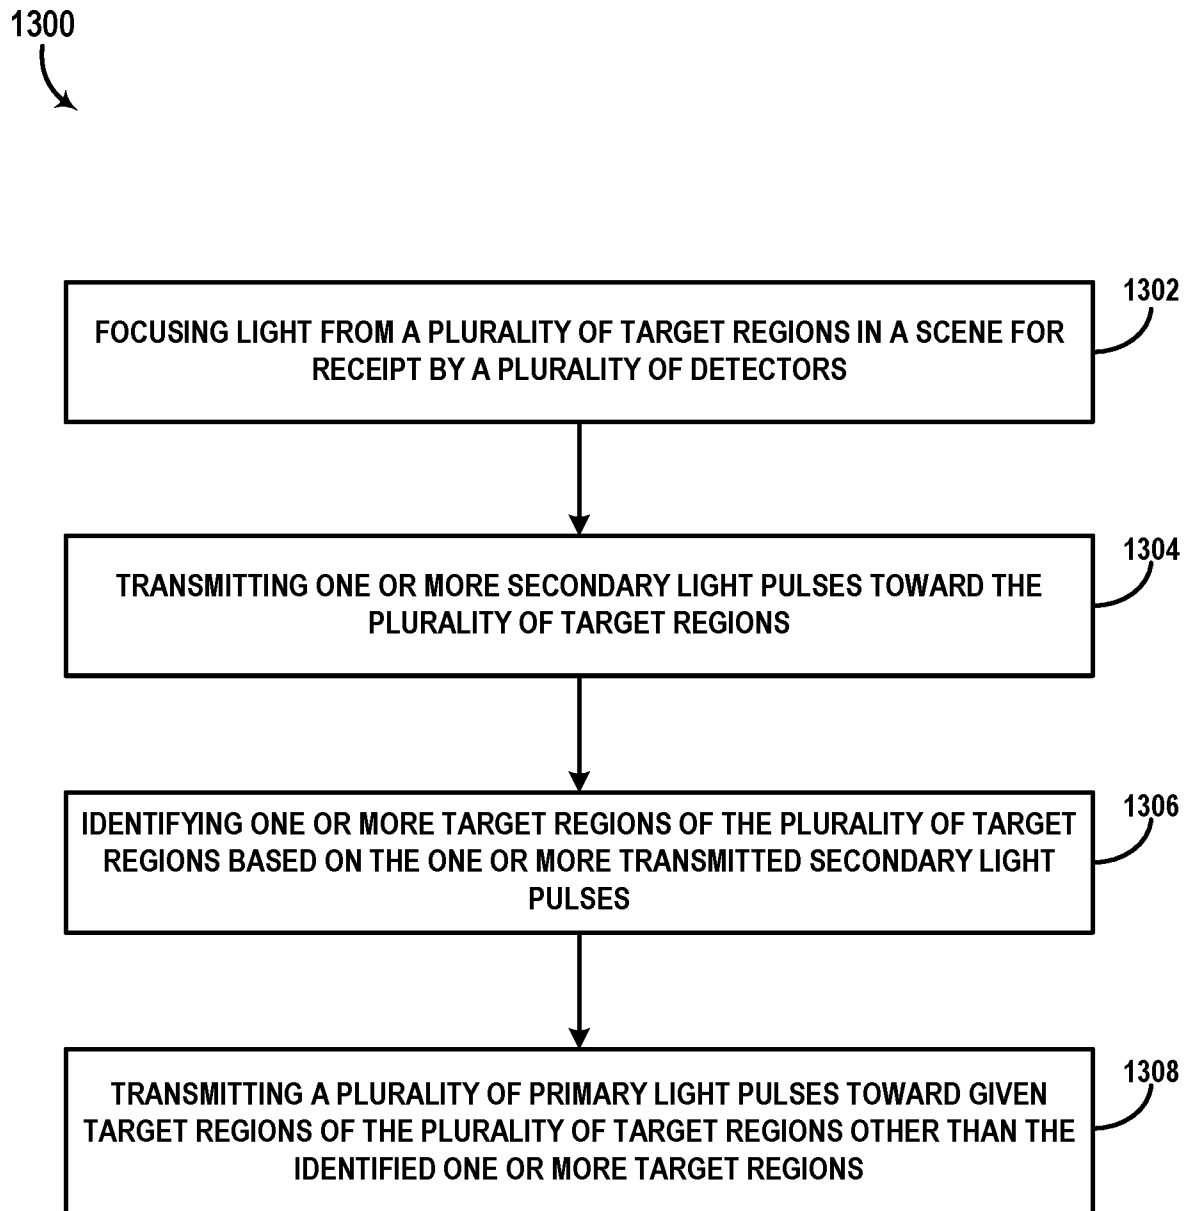 1300
1302
FOCUSING LIGHT FROM A PLURALITY OF TARGET REGIONS IN A SCENE FOR
RECEIPT BY A PLURALITY OF DETECTORS
1304
TRANSMITTING ONE OR MORE SECONDARY LIGHT PULSES TOWARD THE
PLURALITY OF TARGET REGIONS
1306
IDENTIFYING ONE OR MORE TARGET REGIONS OF THE PLURALITY OF TARGET
REGIONS BASED ON THE ONE OR MORE TRANSMITTED SECONDARY LIGHT
PULSES
1308
TRANSMITTING A PLURALITY OF PRIMARY LIGHT PULSES TOWARD GIVEN
TARGET REGIONS OF THE PLURALITY OF TARGET REGIONS OTHER THAN THE
IDENTIFIED ONE OR MORE TARGET REGIONS